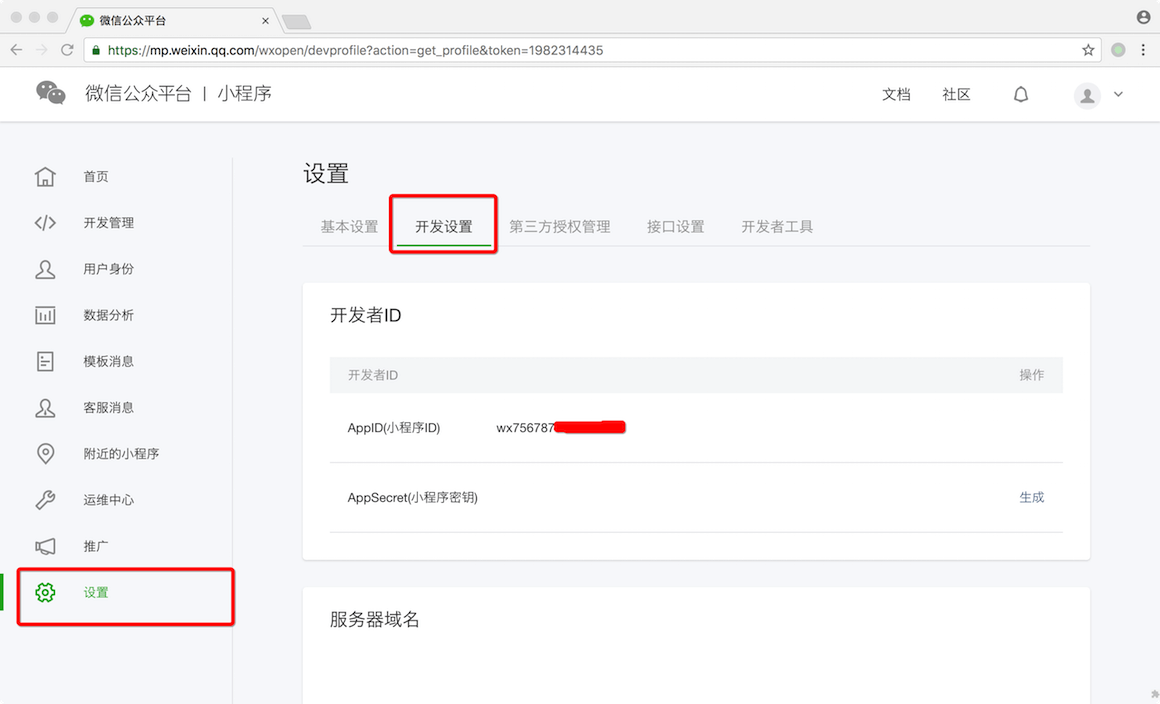 微信公众平台
https://mp.weixin.qq.com/wxopen/devprofile?action=get_profile&token=1982314435
微信公众平台 | 小程序
文档 社区
首页
开发管理
用户身份
数据分析
模板消息
客服消息
附近的小程序
运维中心
推广
设置
设置
基本设置 开发设置 第三方授权管理 接口设置 开发者工具
开发者ID
开发者ID 操作
AppID(小程序ID) wx756787
AppSecret(小程序密钥) 生成
服务器域名